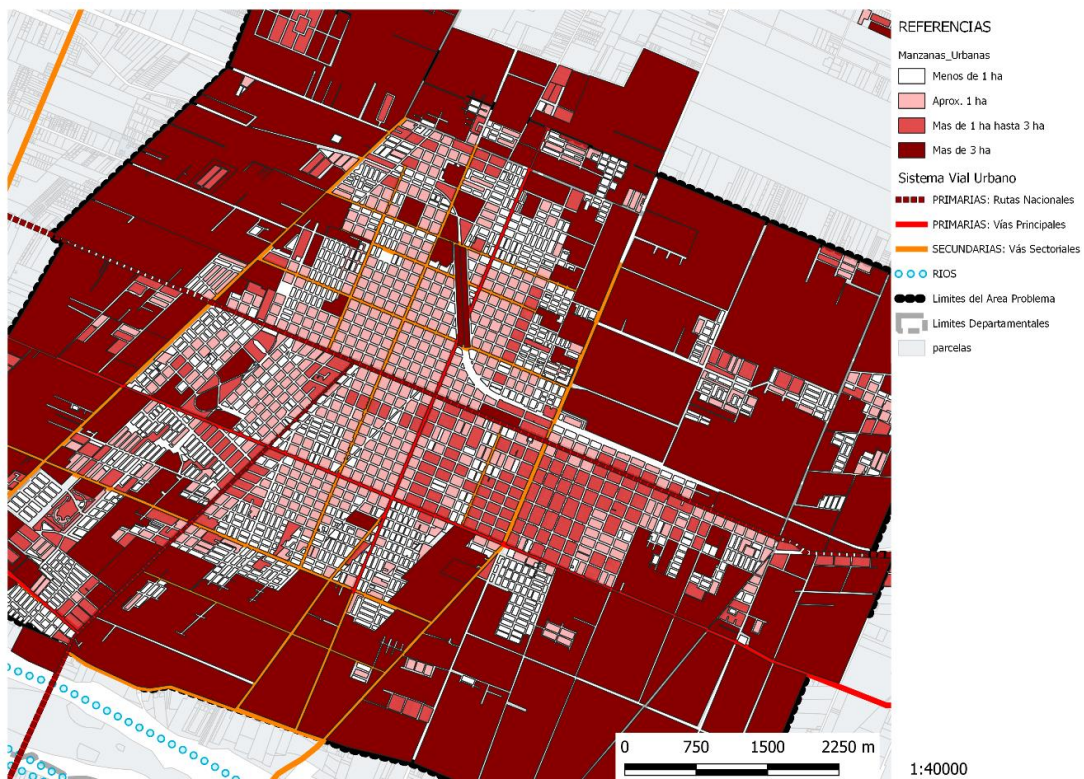 REFERENCIAS
Manzanas_Urbanas
Menos de 1 ha
Aprox. 1 ha
Mas de 1 ha hasta 3 ha
Mas de 3 ha
Sistema Vial Urbano
PRIMARIAS: Rutas Nacionales
PRIMARIAS: Vías Principales
SECUNDARIAS: Vás Sectoriales
RIOS
Limites del Area Problema
Limites Departamentales
parcelas
0 750 1500 2250 m
1:40000